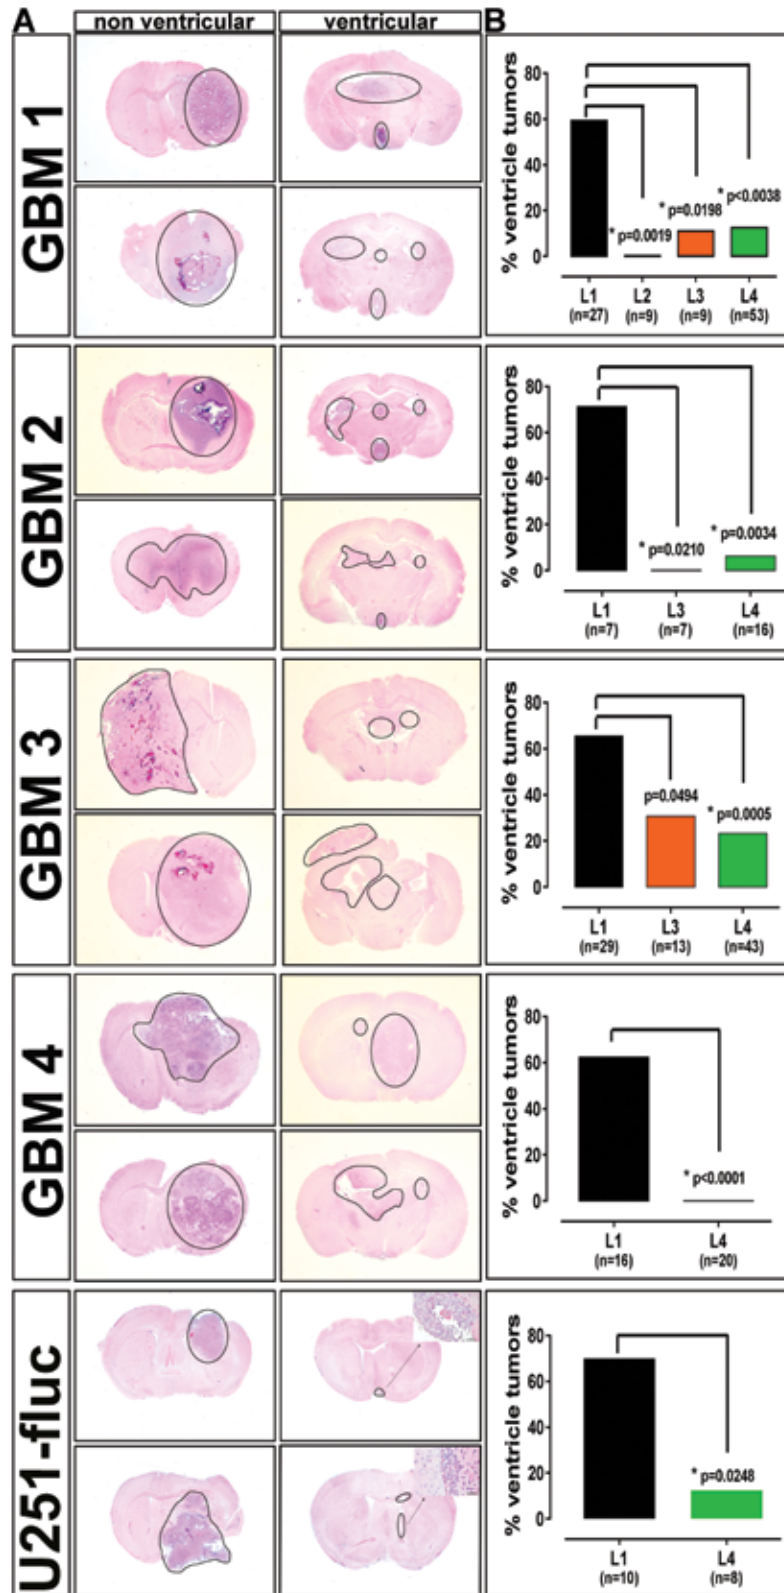 A non ventricular ventricular B
GBM 1
% ventricle tumors
80
60
40
20
0
* p=0.0019
* p=0.0198
* p<0.0038
L1 L2 L3 L4
(n=27) (n=9) (n=9) (n=53)
GBM 2
% ventricle tumors
80
60
40
20
0
* p=0.0210
* p=0.0034
L1 L3 L4
(n=7) (n=7) (n=16)
GBM 3
% ventricle tumors
80
60
40
20
0
p=0.0494
* p=0.0005
L1 L3 L4
(n=29) (n=13) (n=43)
GBM 4
% ventricle tumors
80
60
40
20
0
* p<0.0001
L1 L4
(n=16) (n=20)
U251-fluc
% ventricle tumors
80
60
40
20
0
* p=0.0248
L1 L4
(n=10) (n=8)